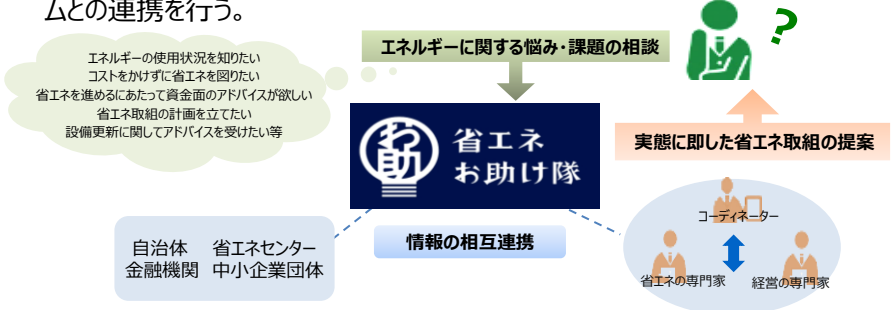 ムとの連携を行う。
エネルギーに関する悩み・課題の相談
?
エネルギーの使用状況を知りたい
コストをかけずに省エネを図りたい
省エネを進めるにあたって資金面のアドバイスが欲しい
省エネ取組の計画を立てたい
設備更新に関してアドバイスを受けたい等
お助
省エネ
お助け隊
実態に即した省エネ取組の提案
コーディネーター
自治体 省エネセンター
金融機関 中小企業団体
情報の相互連携
省エネの専門家 経営の専門家